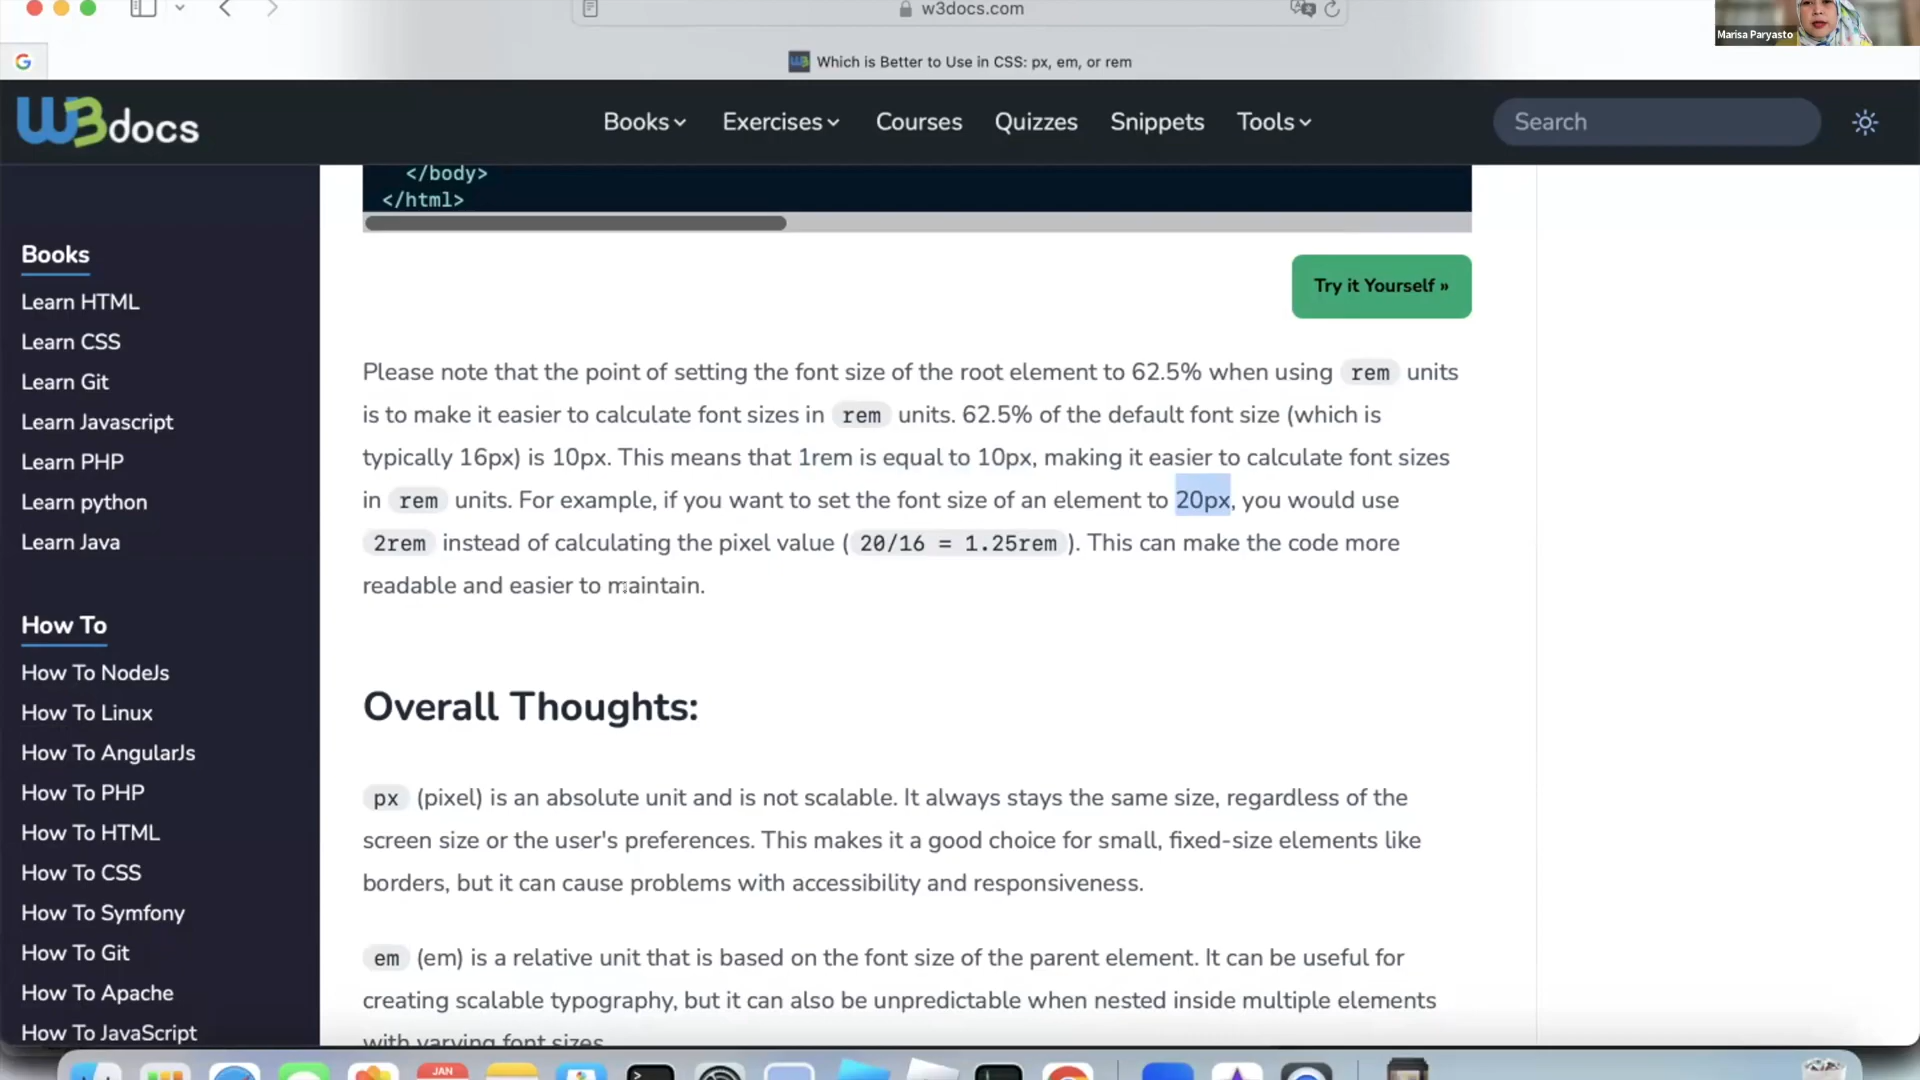 w3docs.com
Marisa Paryasto
Which is Better to Use in CSS: px, em, or rem
W3docs
Books
Exercises
Courses
Quizzes
Snippets
Tools
Search
Books
Learn HTML
Learn CSS
Learn Git
Learn Javascript
Learn PHP
Learn python
Learn Java
How To
How To NodeJs
How To Linux
How To AngularJs
How To PHP
How To HTML
How To CSS
How To Symfony
How To Git
How To Apache
How To JavaScript
</body>
</html>
Try it Yourself »
Please note that the point of setting the font size of the root element to 62.5% when using rem units
is to make it easier to calculate font sizes in rem units. 62.5% of the default font size (which is
typically 16px) is 10px. This means that 1rem is equal to 10px, making it easier to calculate font sizes
in rem units. For example, if you want to set the font size of an element to 20px, you would use
2rem instead of calculating the pixel value ( 20/16 = 1.25rem ). This can make the code more
readable and easier to maintain.
Overall Thoughts:
px (pixel) is an absolute unit and is not scalable. It always stays the same size, regardless of the
screen size or the user's preferences. This makes it a good choice for small, fixed-size elements like
borders, but it can cause problems with accessibility and responsiveness.
em (em) is a relative unit that is based on the font size of the parent element. It can be useful for
creating scalable typography, but it can also be unpredictable when nested inside multiple elements
with varying font sizes.
JAN